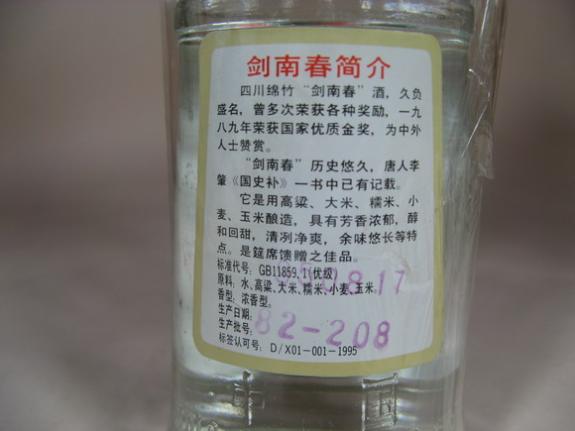 剑南春简介
四川绵竹“剑南春”酒，久负
盛名，曾多次荣获各种奖励，一九
八九年荣获国家优质金奖，为中外
人士赞赏。
“剑南春”历史悠久，唐人李
肇《国史补》一书中已有记载。
它是用高粱、大米、糯米、小
麦、玉米酿造，具有芳香浓郁，醇
和回甜，清冽净爽，余味悠长等特
点。是筵席馈赠之佳品。
标准代号：GB11859.1(优级)
原料：水、高粱、大米、糯米、小麦、玉米。
香型：浓香型。
生产日期：
生产批号：82-208
标签认可号：D/X01-001-1995